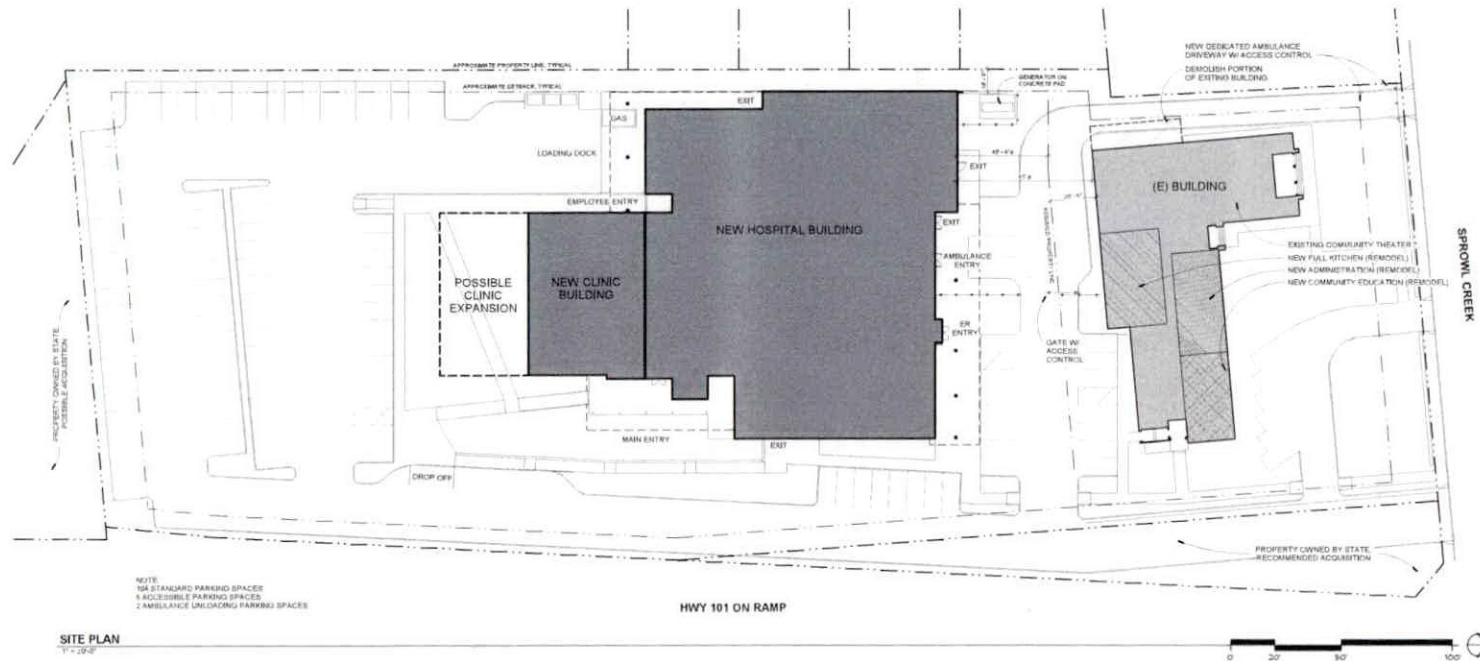 NEW DEDICATED AMBULANCE
DRIVEWAY W/ ACCESS CONTROL
DEMOLISH PORTION
OF EXITING BUILDING
APPROXIMATE PROPERTY LINE, TYPICAL
APPROXIMATE SETBACK, TYPICAL
GENERATOR ON
CONCRETE PAD
EXIT
GAS
LOADING DOCK
EXIT
(E) BUILDING
EMPLOYEE ENTRY
EXIT
NEW HOSPITAL BUILDING
EXISTING COMMUNITY THEATER
NEW FULL KITCHEN (REMODEL)
NEW ADMINISTRATION (REMODEL)
NEW COMMUNITY EDUCATION (REMODEL)
SPROWL CREEK
AMBULANCE
ENTRY
POSSIBLE
CLINIC
EXPANSION
NEW CLINIC
BUILDING
ER
ENTRY
GATE W/
ACCESS
CONTROL
PROPERTY OWNED BY STATE
POSSIBLE ACQUISITION
MAIN ENTRY
EXIT
DROP OFF
PROPERTY OWNED BY STATE
RECOMMENDED ACQUISITION
NOTE
STANDARD PARKING SPACES
ACCESSIBLE PARKING SPACES
2 AMBULANCE UNLOADING PARKING SPACES
HWY 101 ON RAMP
SITE PLAN
0 20' 100'